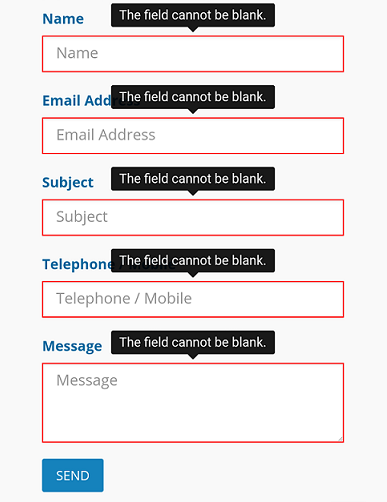 Name
The field cannot be blank.
Name
Email Add
The field cannot be blank.
Email Address
Subject
The field cannot be blank.
Subject
Telephone / Mobile
The field cannot be blank.
Telephone / Mobile
Message
The field cannot be blank.
Message
SEND